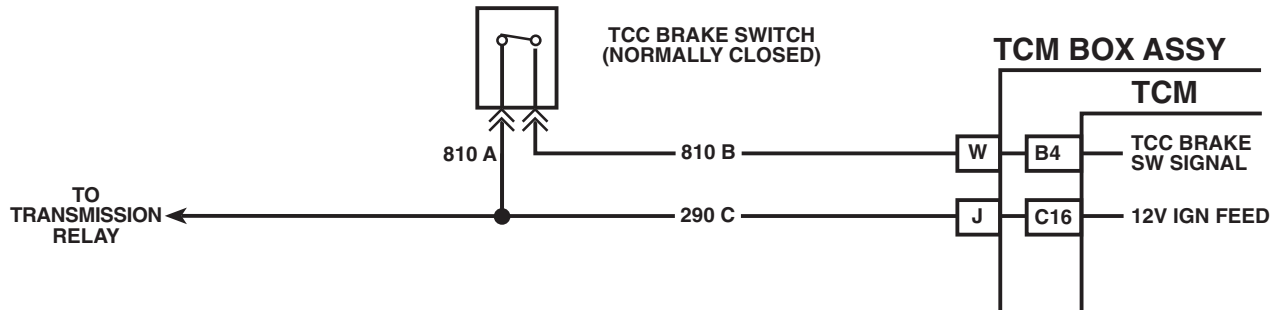 TCC BRAKE SWITCH
(NORMALLY CLOSED)
TCM BOX ASSY
TCM
810 A
810 B
W
B4
TCC BRAKE
SW SIGNAL
TO
TRANSMISSION
RELAY
290 C
J
C16
12V IGN FEED